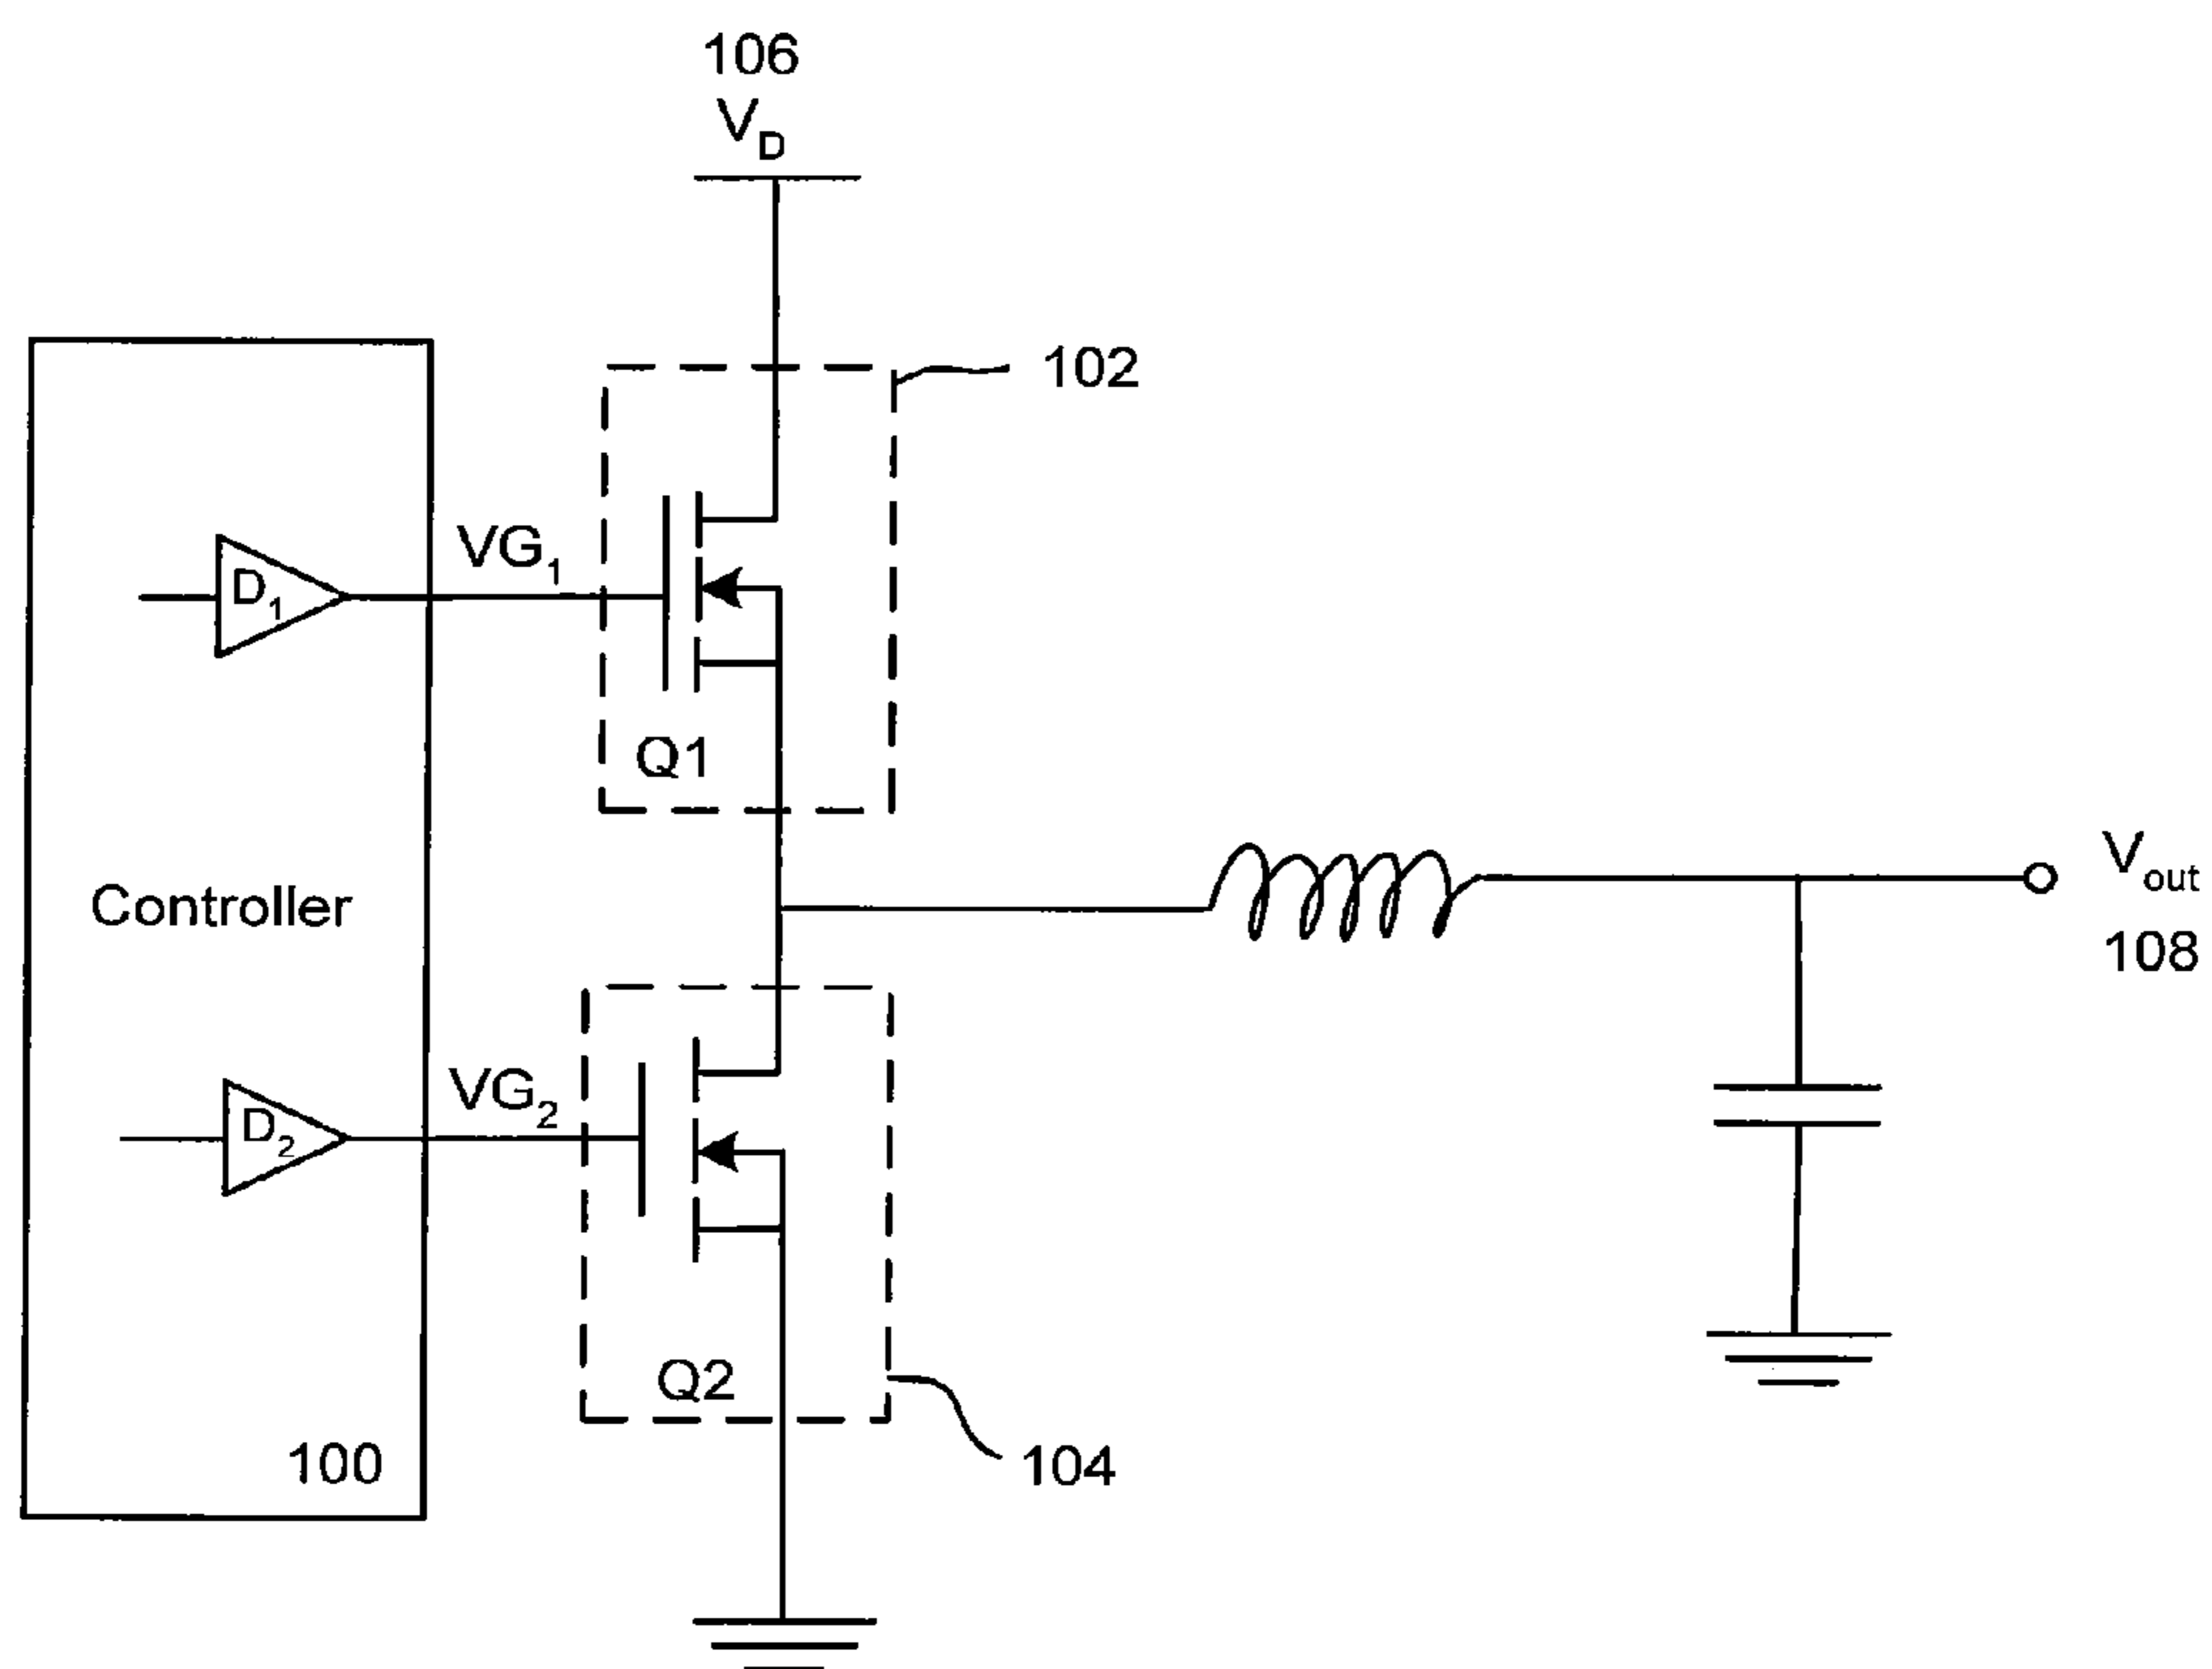 106
V_D
102
VG_1
D_1
Q1
Controller
V_out
108
VG_2
D_2
Q2
100
104